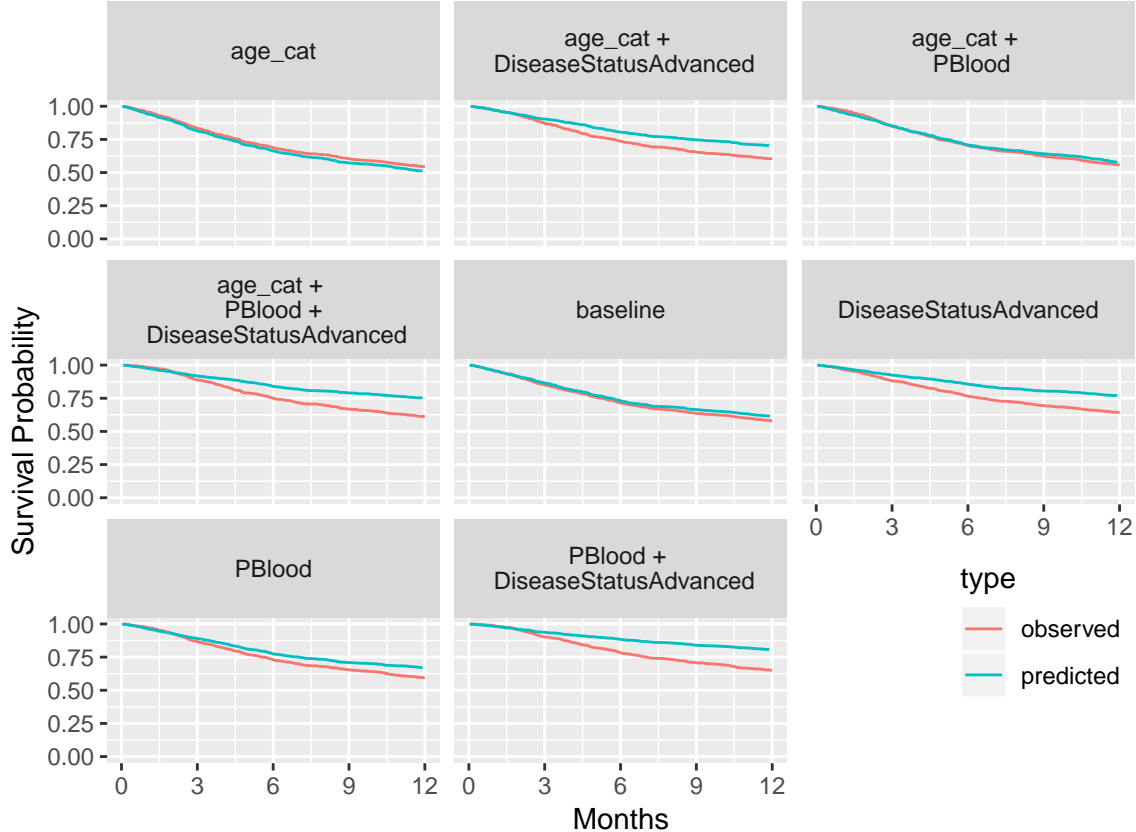 age_cat
age_cat +
DiseaseStatusAdvanced
age_cat +
PBlood
1.00
0.75
0.50
0.25
0.00
age_cat +
PBlood +
DiseaseStatusAdvanced
baseline
DiseaseStatusAdvanced
1.00
0.75
0.50
0.25
0.00
0 3 6 9 12
PBlood
PBlood +
DiseaseStatusAdvanced
1.00
0.75
0.50
0.25
0.00
0 3 6 9 12
0 3 6 9 12
Survival Probability
Months
type
observed
predicted